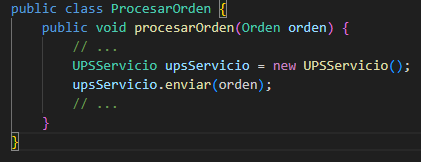 public class ProcesarOrden {
    public void procesarOrden(Orden orden) {
        // ...
        UPSServicio upsServicio = new UPSServicio();
        upsServicio.enviar(orden);
        // ...
    }
}